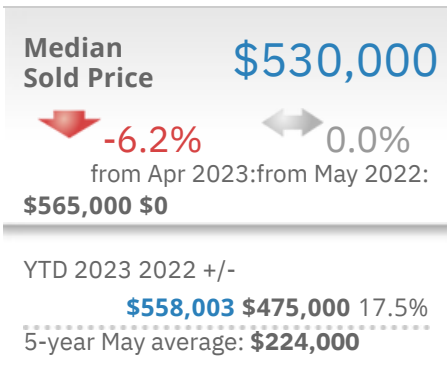 Median
Sold Price
$530,000
-6.2%
0.0%
from Apr 2023:from May 2022:
$565,000 $0
YTD 2023 2022 +/-
$558,003 $475,000 17.5%
5-year May average: $224,000